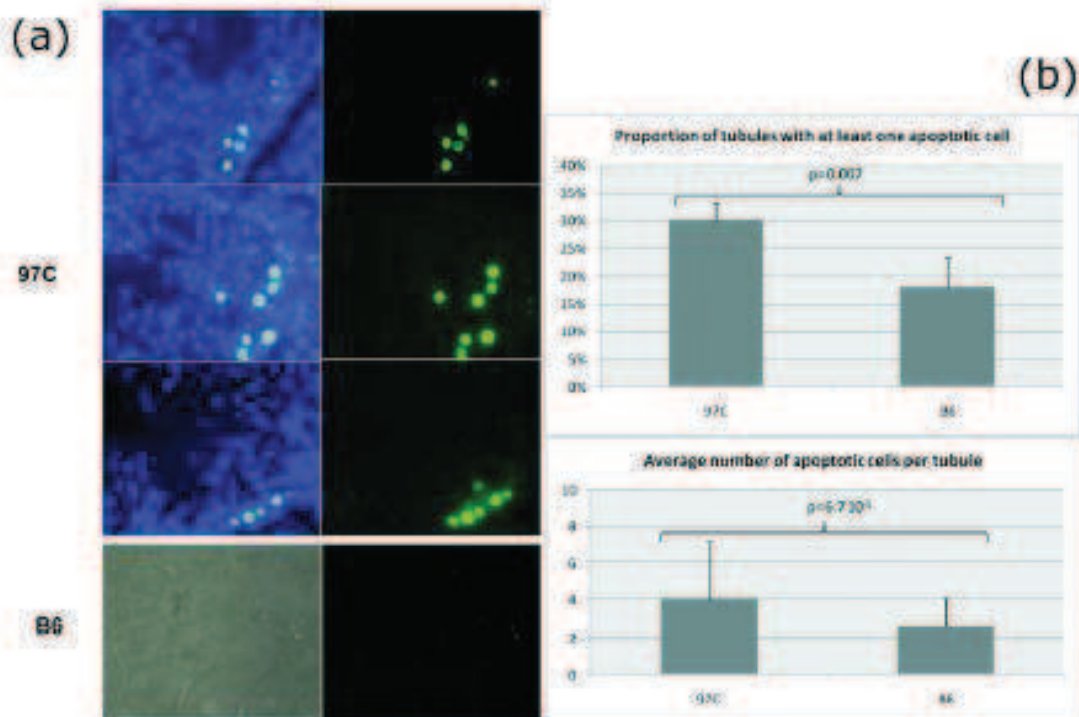 (a)
97C
B6
(b)
Proportion of tubules with at least one apoptotic cell
40%
35%
30%
25%
20%
15%
10%
5%
0%
p=0.007
97C
B6
Average number of apoptotic cells per tubule
10
8
6
4
2
0
97C
B6